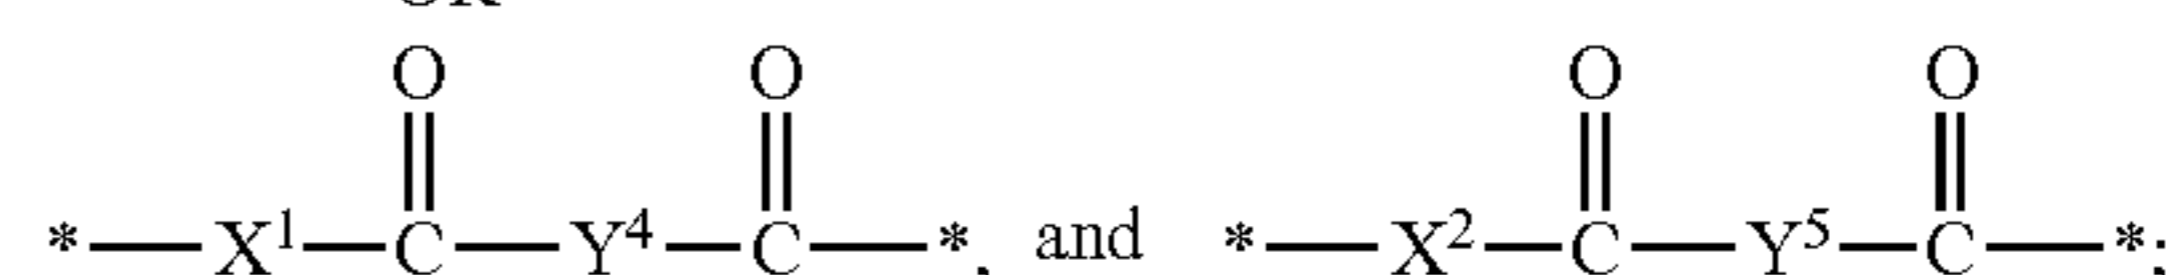 O O O O
*—X¹—C—Y⁴—C—*, and *—X²—C—Y⁵—C—*;